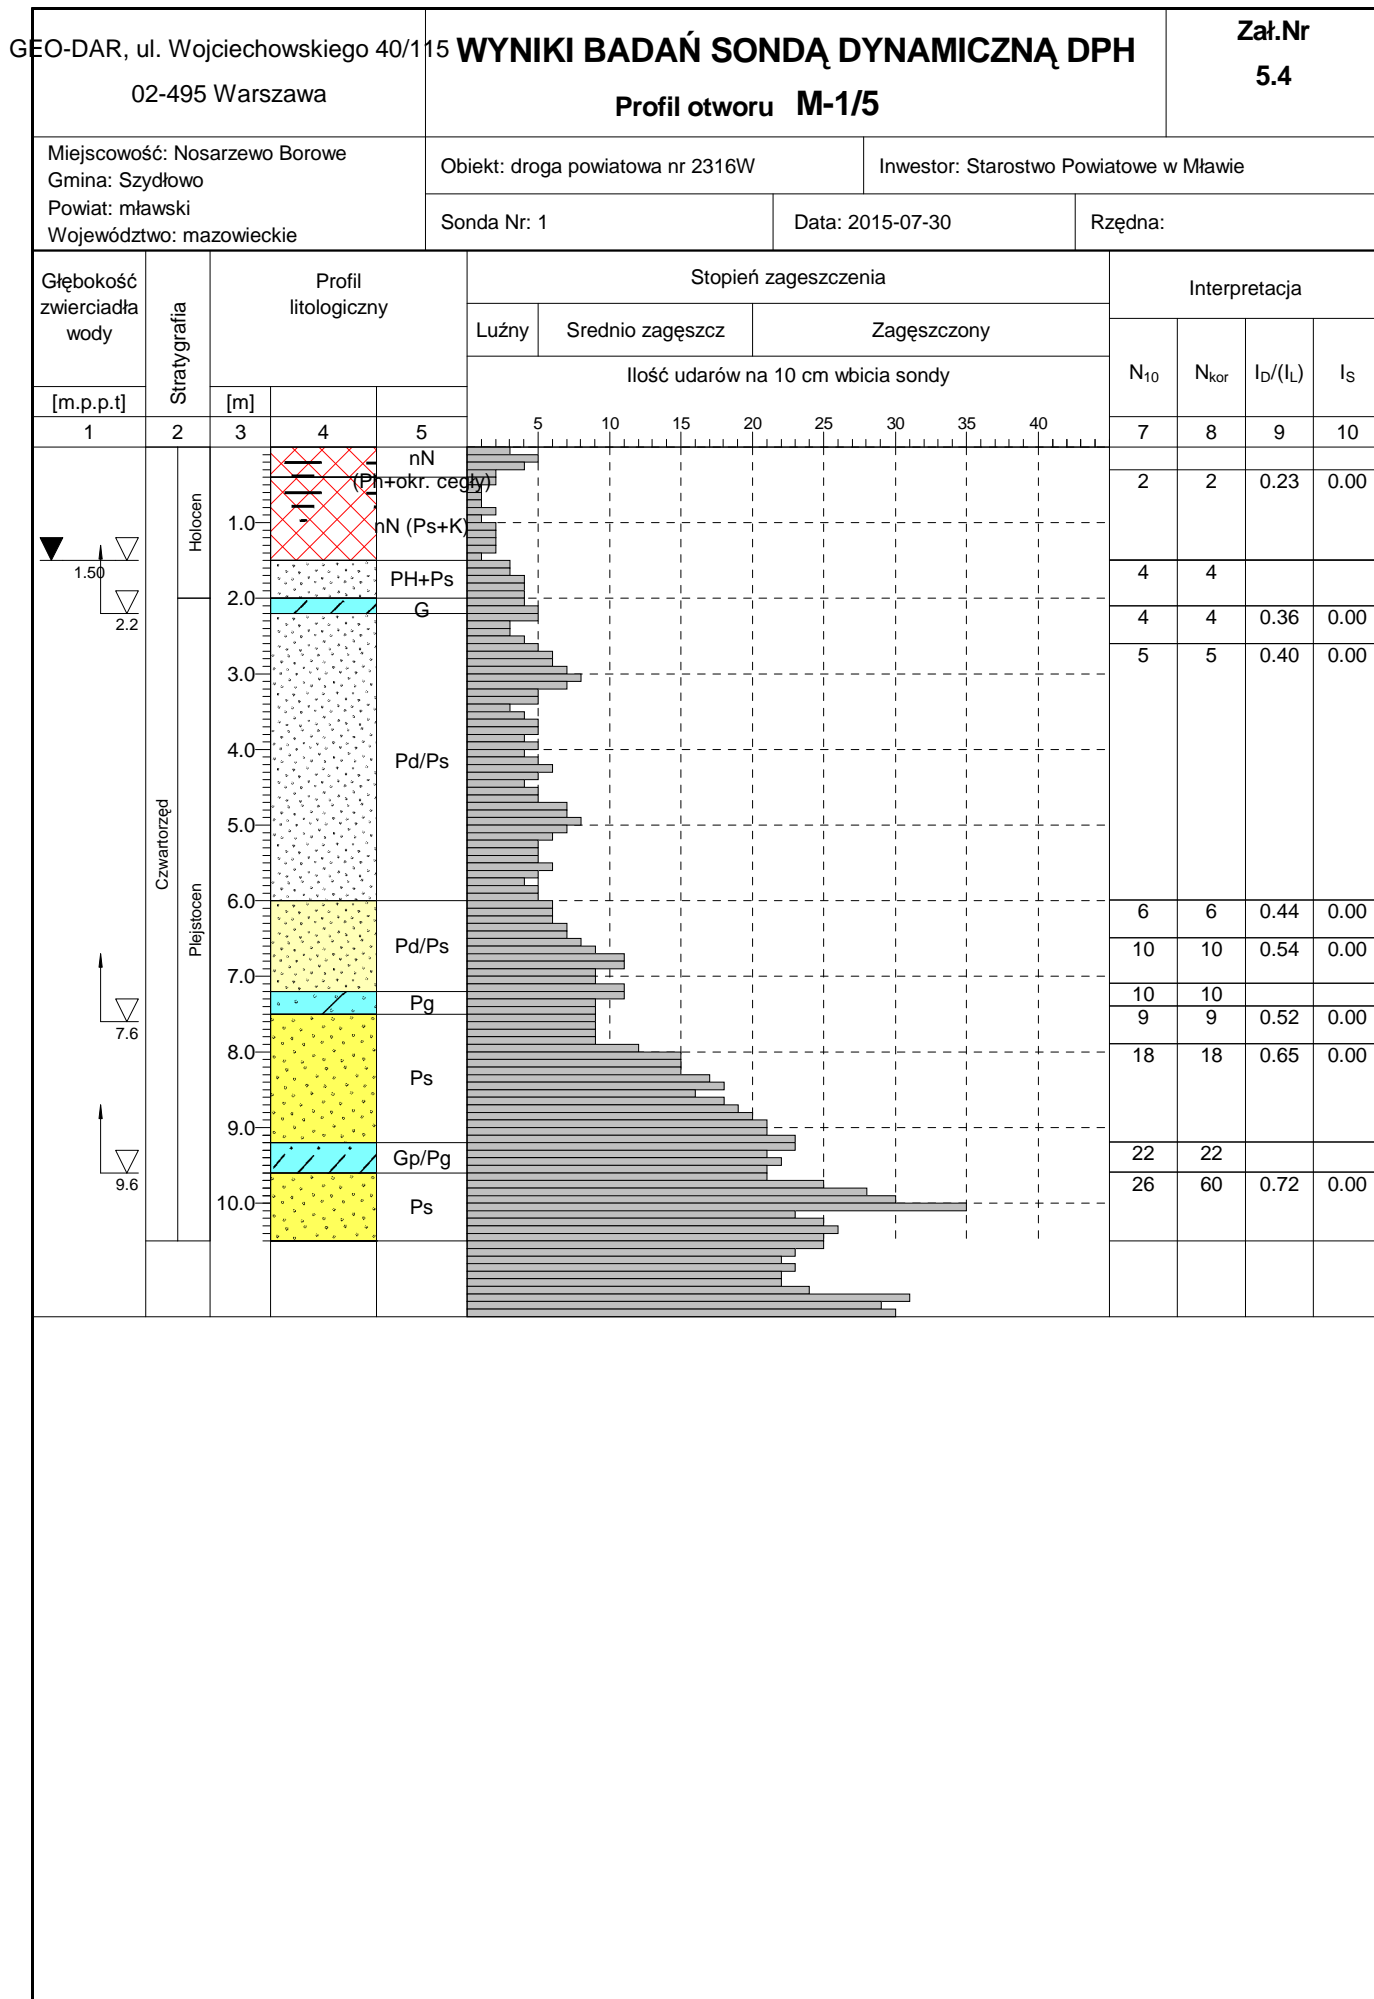 GEO-DAR, ul. Wojciechowskiego 40/115
02-495 Warszawa
WYNIKI BADAŃ SONDĄ DYNAMICZNĄ DPH
Profil otworu M-1/5
Zał.Nr
5.4
Miejscowość: Nosarzewo Borowe
Gmina: Szydłowo
Powiat: mławski
Województwo: mazowieckie
Obiekt: droga powiatowa nr 2316W
Inwestor: Starostwo Powiatowe w Mławie
Sonda Nr: 1
Data: 2015-07-30
Rzędna:
Głębokość
zwierciadła
wody
[m.p.p.t]
Stratygrafia
Profil
litologiczny
[m]
Stopień zageszczenia
Luźny
Srednio zagęszcz
Zagęszczony
Ilość udarów na 10 cm wbicia sondy
5 10 15 20 25 30 35 40
Interpretacja
N10 Nkor ID/(IL) IS
1 2 3 4 5 7 8 9 10
Holocen
Czwartorzęd
Plejstocen
1.50
2.2
7.6
9.6
1.0
2.0
3.0
4.0
5.0
6.0
7.0
8.0
9.0
10.0
nN
(Ph+okr. cegły)
nN (Ps+K)
PH+Ps
G
Pd/Ps
Pd/Ps
Pg
Ps
Gp/Pg
Ps
2 2 0.23 0.00
4 4
4 4 0.36 0.00
5 5 0.40 0.00
6 6 0.44 0.00
10 10 0.54 0.00
10 10
9 9 0.52 0.00
18 18 0.65 0.00
22 22
26 60 0.72 0.00